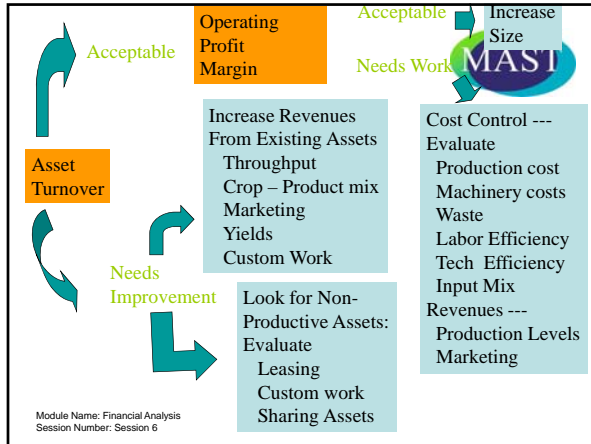 Acceptable
Operating
Profit
Margin
Acceptable
Increase
Size
Needs Work
MAST
Asset
Turnover
Increase Revenues
From Existing Assets
Throughput
Crop – Product mix
Marketing
Yields
Custom Work
Cost Control ---
Evaluate
Production cost
Machinery costs
Waste
Labor Efficiency
Tech Efficiency
Input Mix
Revenues ---
Production Levels
Marketing
Needs
Improvement
Look for Non-
Productive Assets:
Evaluate
Leasing
Custom work
Sharing Assets
Module Name: Financial Analysis
Session Number: Session 6